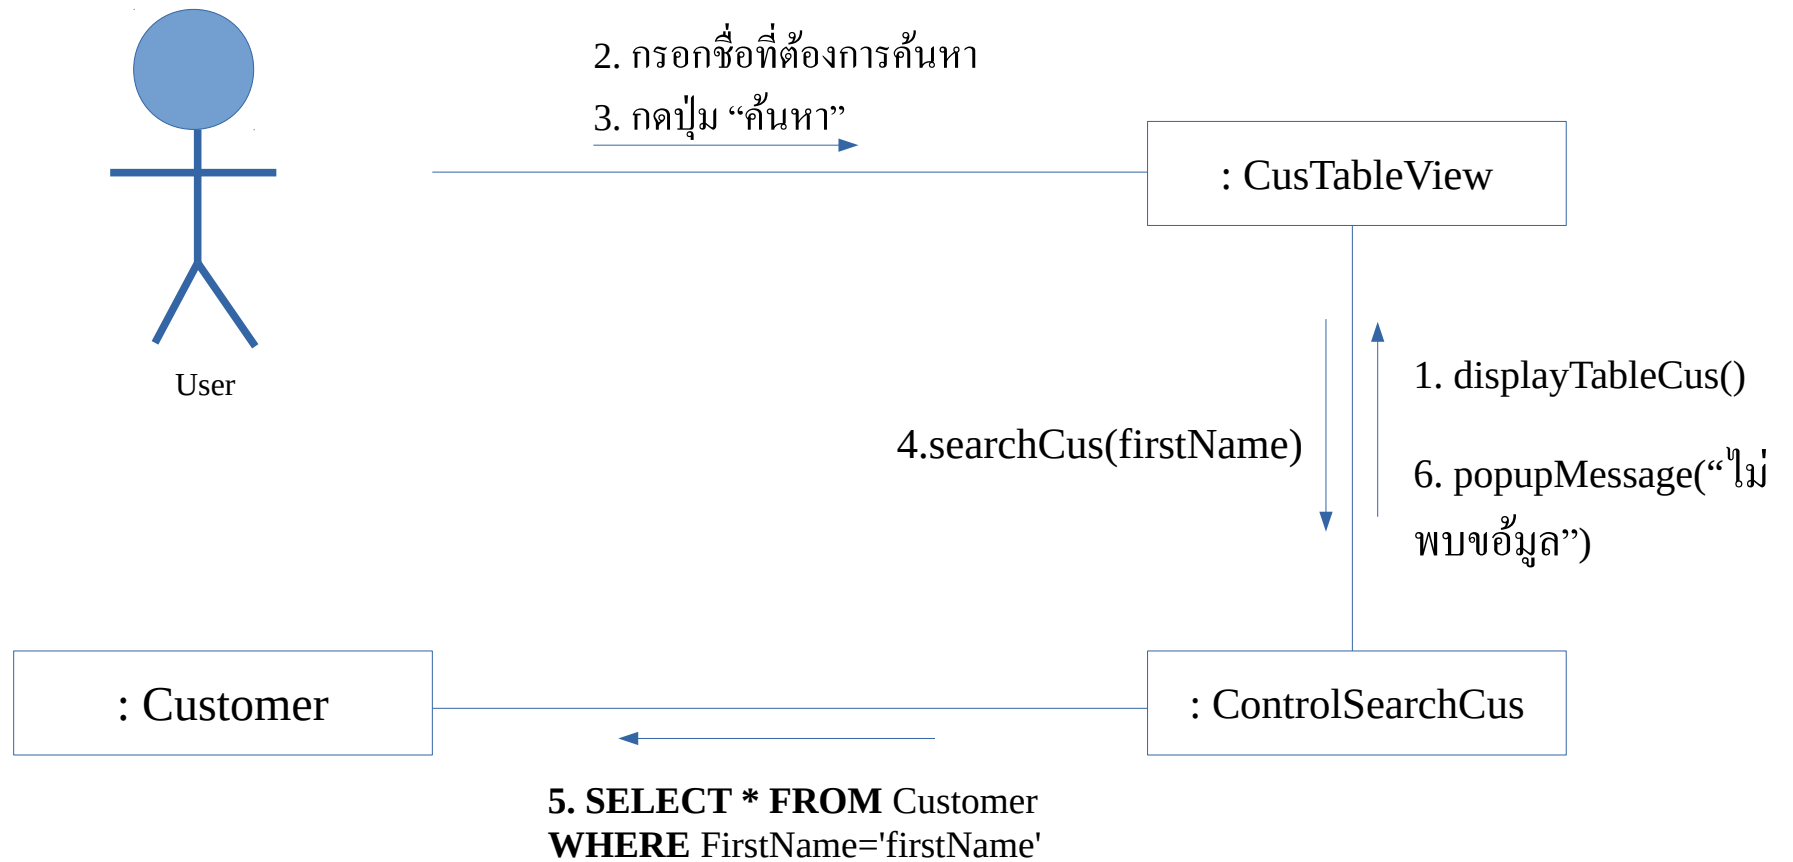 2. กรอกชื่อที่ต้องการค้นหา
3. กดปุ่ม “ค้นหา”
: CusTableView
User
1. displayTableCus()
4.searchCus(firstName)
6. popupMessage(“ไม่
พบขอ้มูล”)
: Customer
: ControlSearchCus
5. SELECT * FROM Customer
WHERE FirstName='firstName'